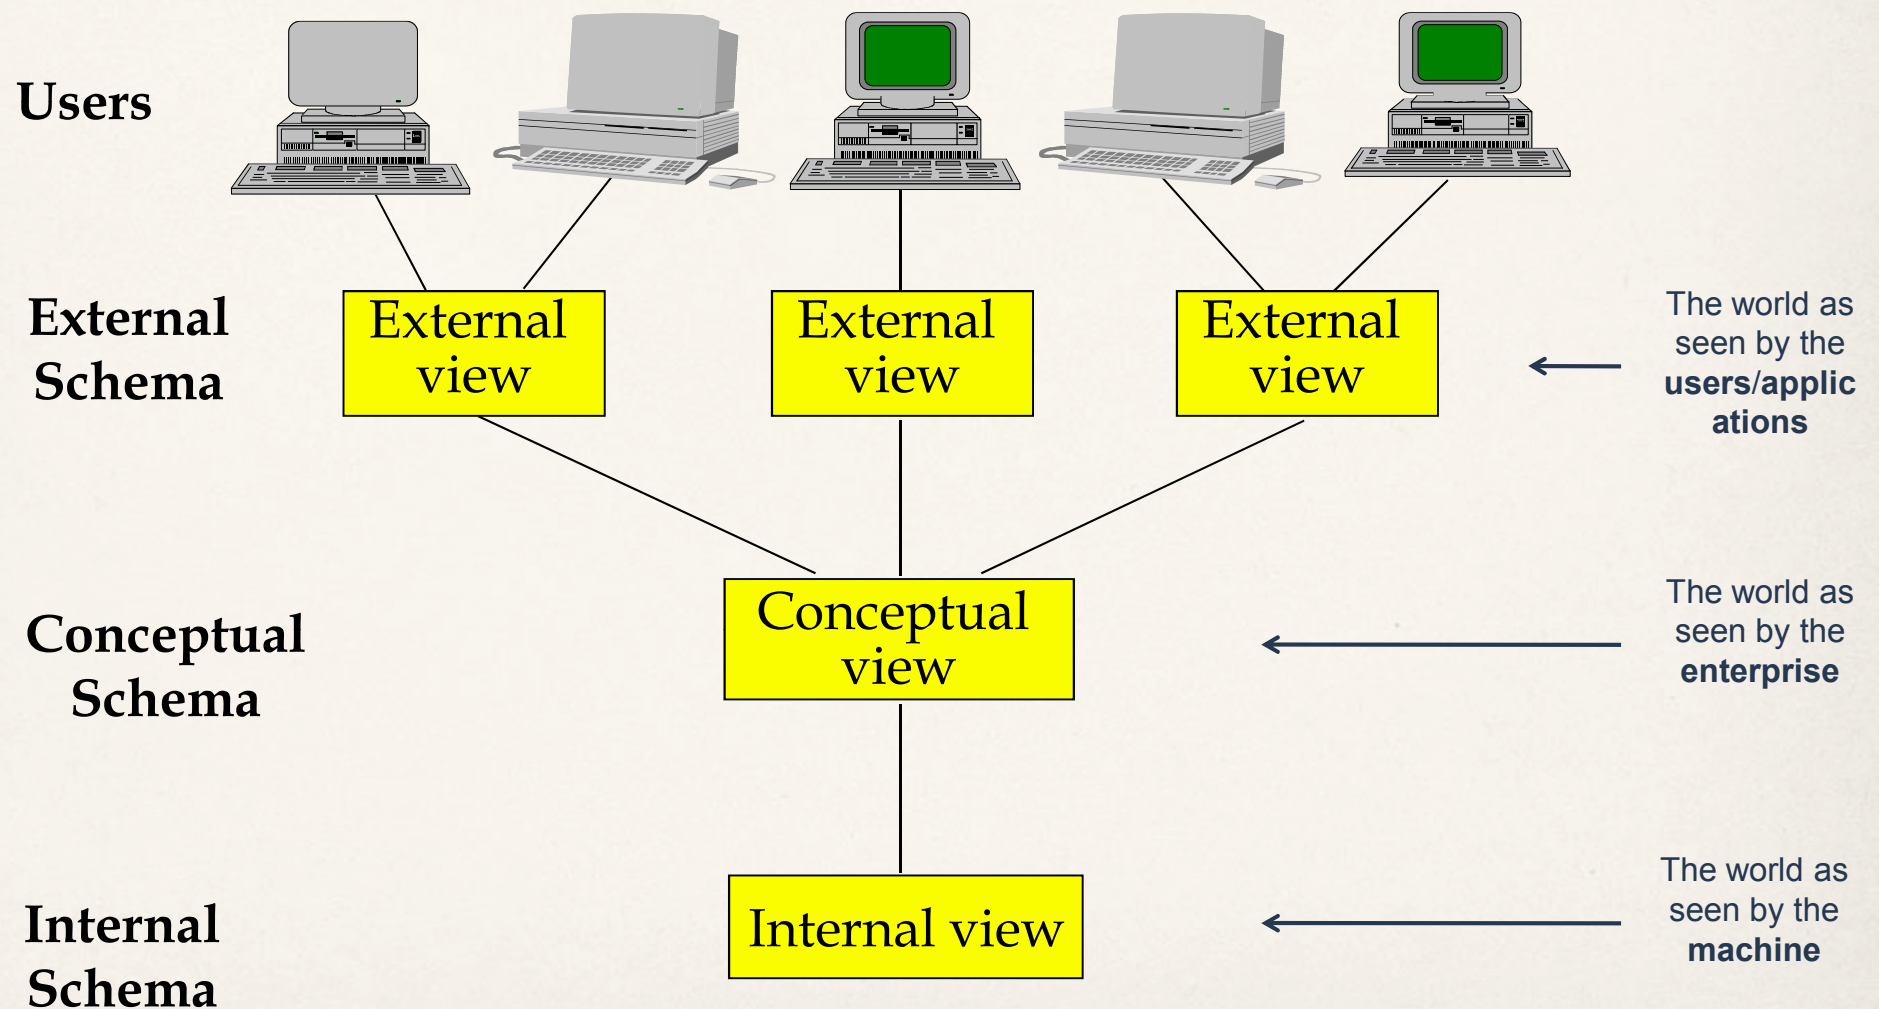 Users
External
Schema
External
view
External
view
External
view
The world as
seen by the
users/applic
ations
Conceptual
Schema
Conceptual
view
The world as
seen by the
enterprise
Internal
Schema
Internal view
The world as
seen by the
machine